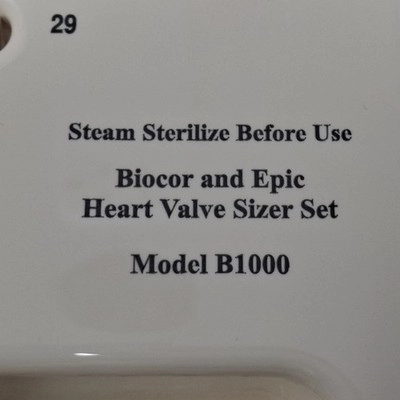 29
Steam Sterilize Before Use
Biocor and Epic
Heart Valve Sizer Set
Model B1000